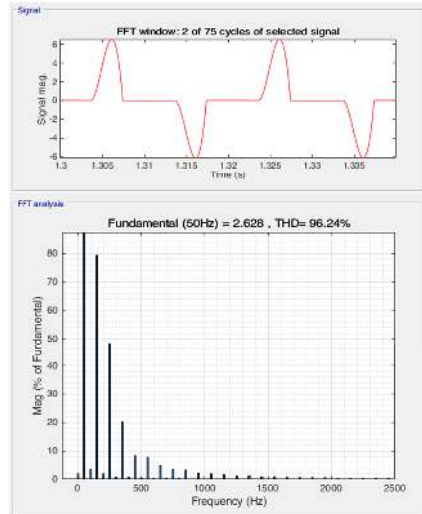 Signal
FFT window: 2 of 75 cycles of selected signal
6
4
2
0
-2
-4
-6
Signal mag.
1.3 1.305 1.31 1.315 1.32 1.325 1.33 1.335
Time (s)
FFT analysis
Fundamental (50Hz) = 2.628 , THD= 96.24%
80
70
60
50
40
30
20
10
0
Mag (% of Fundamental)
0 500 1000 1500 2000 2500
Frequency (Hz)